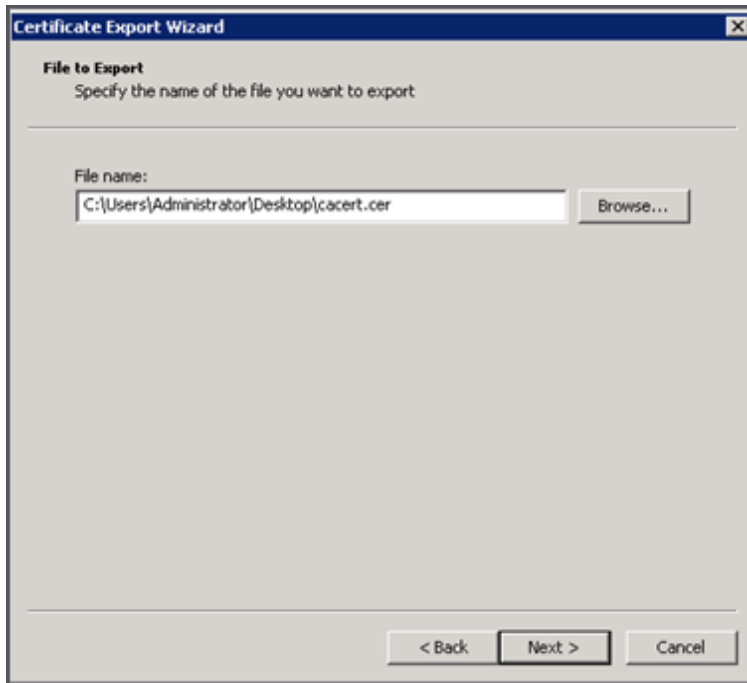 Certificate Export Wizard
File to Export
Specify the name of the file you want to export
File name:
C:\Users\Administrator\Desktop\cacert.cer
Browse...
< Back
Next >
Cancel